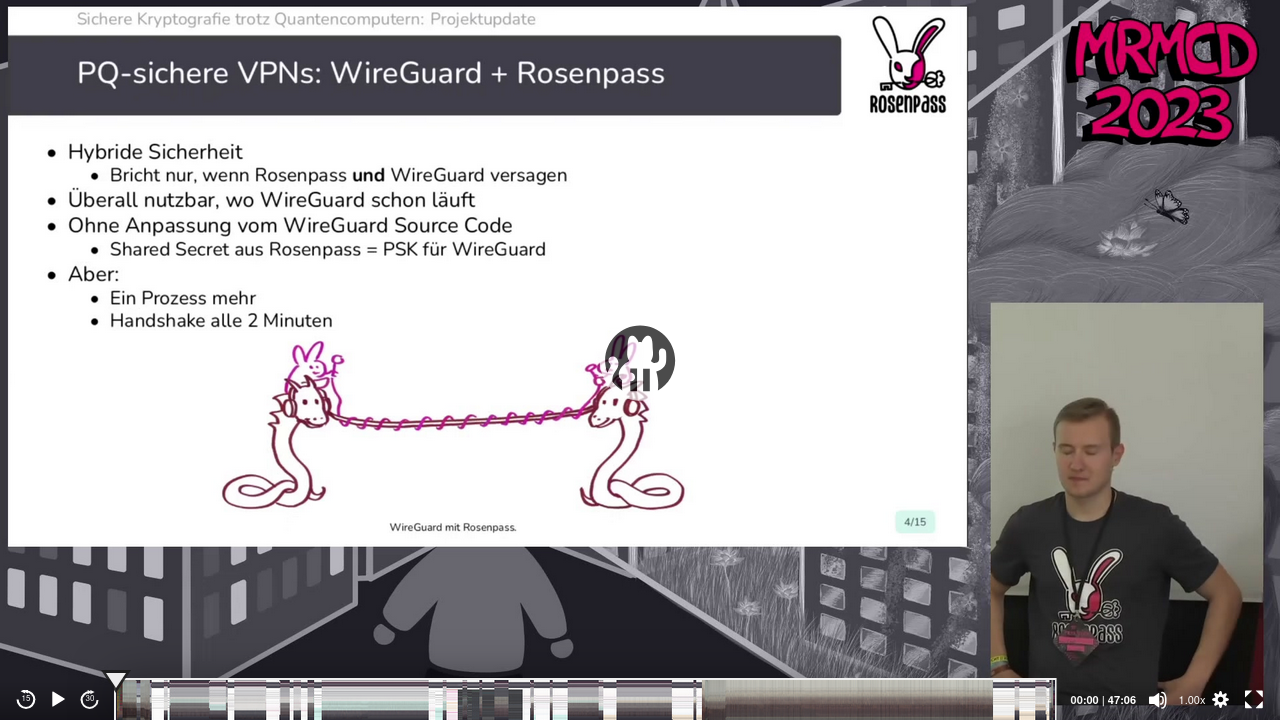 Sichere Kryptografie trotz Quantencomputern: Projektupdate
PQ-sichere VPNs: WireGuard + Rosenpass
ROSENPASS
MRMCD
2023
• Hybride Sicherheit
• Bricht nur, wenn Rosenpass und WireGuard versagen
• Überall nutzbar, wo WireGuard schon läuft
• Ohne Anpassung vom WireGuard Source Code
• Shared Secret aus Rosenpass = PSK für WireGuard
• Aber:
• Ein Prozess mehr
• Handshake alle 2 Minuten
WireGuard mit Rosenpass.
4/15
ROSENPASS
15
30
00:00 | 47:06
1.00x